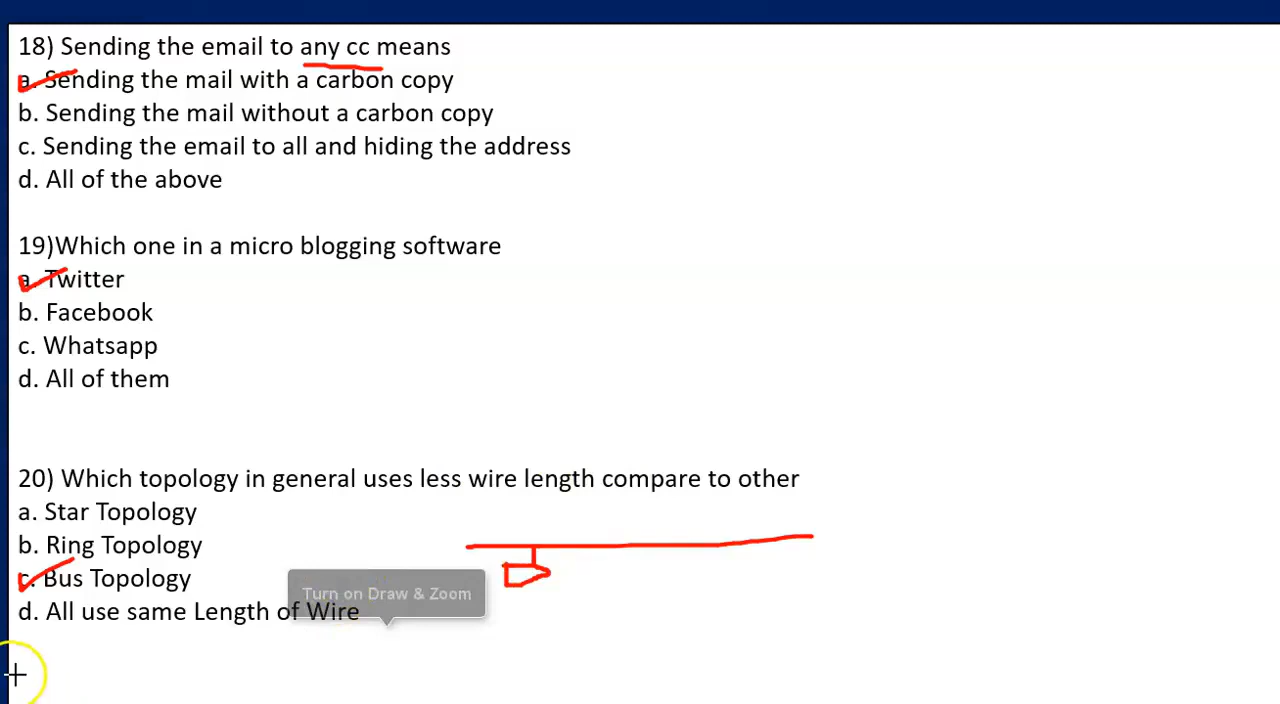 18) Sending the email to any cc means
a. Sending the mail with a carbon copy
b. Sending the mail without a carbon copy
c. Sending the email to all and hiding the address
d. All of the above
19)Which one in a micro blogging software
a. Twitter
b. Facebook
c. Whatsapp
d. All of them
20) Which topology in general uses less wire length compare to other
a. Star Topology
b. Ring Topology
c. Bus Topology
Turn on Draw & Zoom
d. All use same Length of Wire